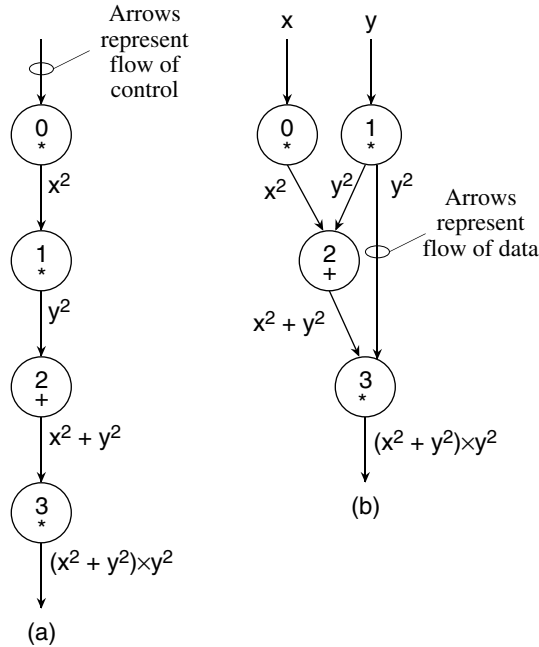 Arrows
represent
flow of
control
0
*
x²
1
*
y²
2
+
x² + y²
3
*
(x² + y²)×y²
(a)
x
y
0
*
1
*
x²
y²
y²
Arrows
represent
flow of data
2
+
x² + y²
3
*
(x² + y²)×y²
(b)